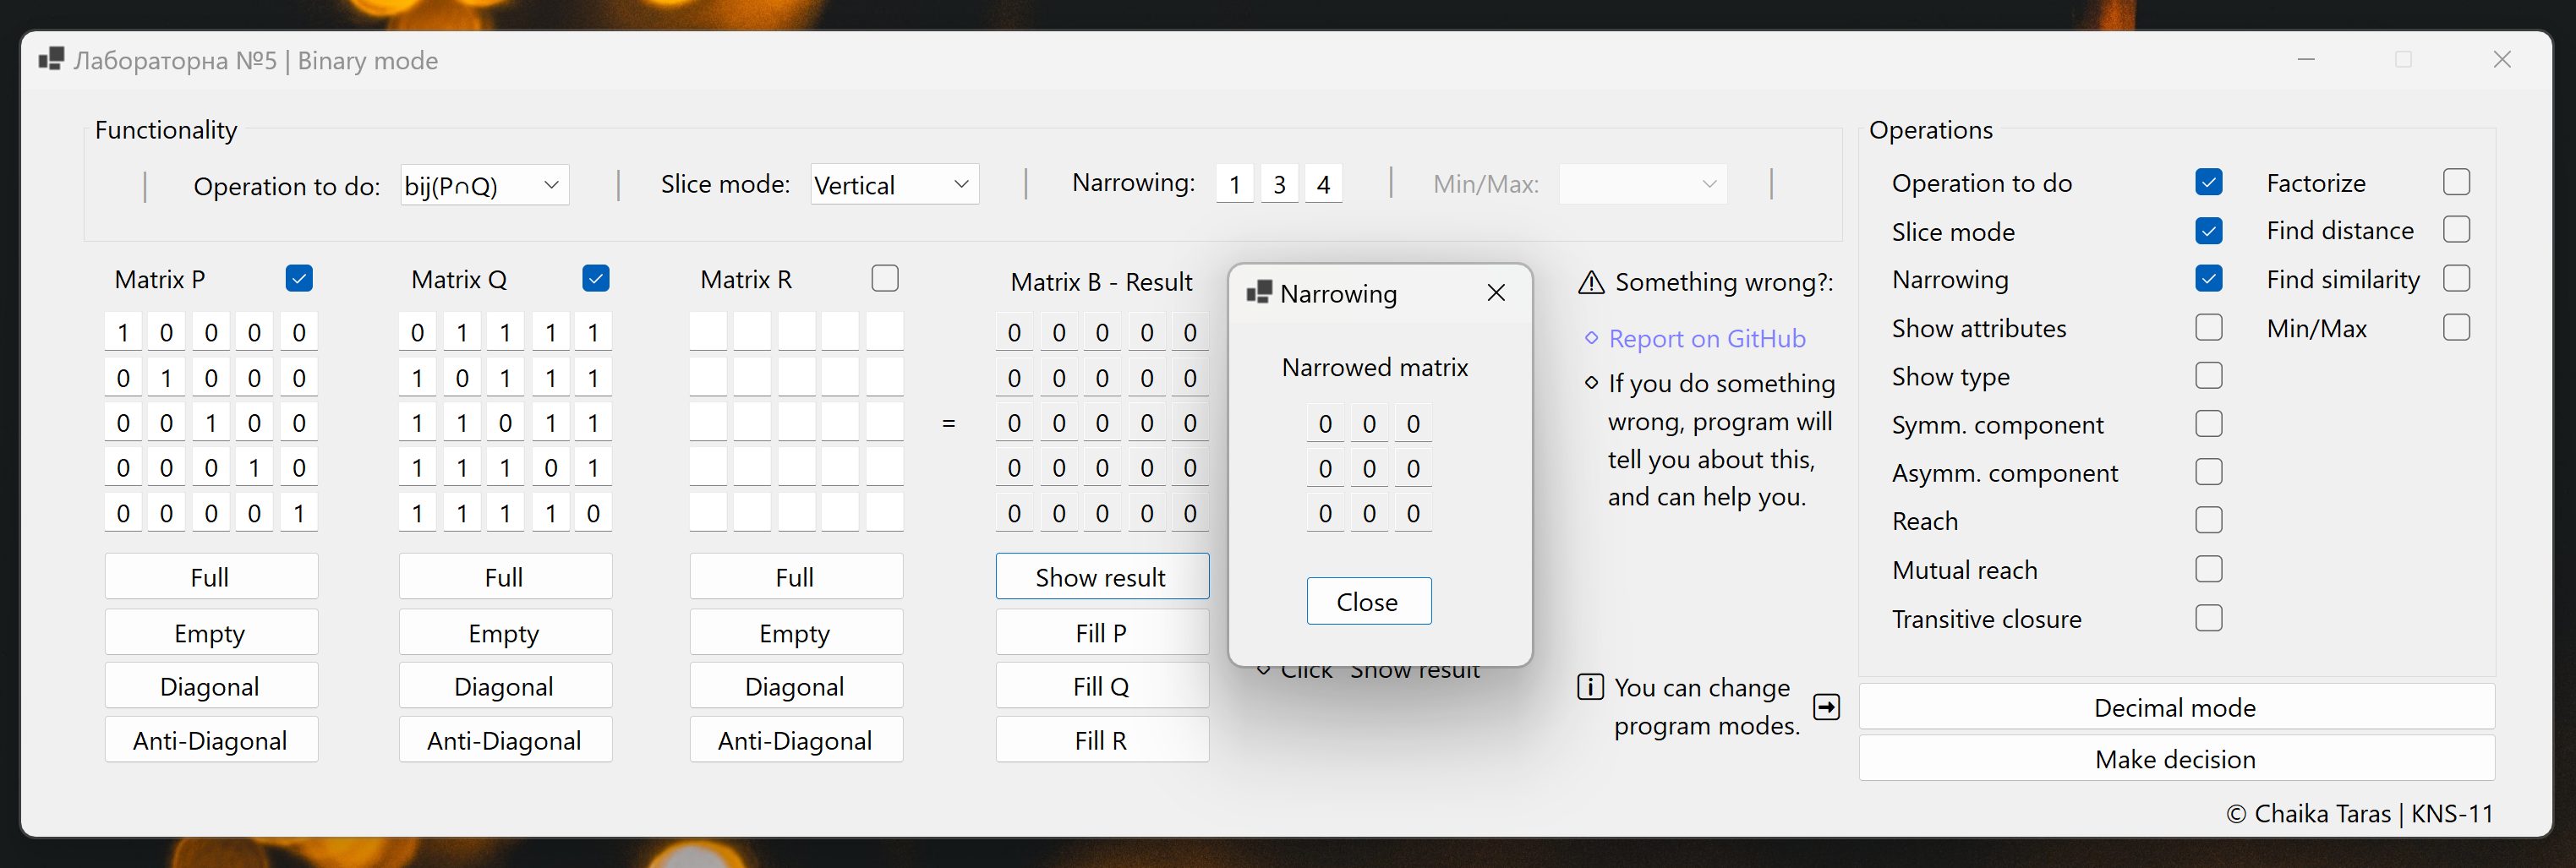 Лабораторна №5 | Binary mode
Functionality
Operation to do: bij(P∩Q)
Slice mode: Vertical
Narrowing: 1 3 4
Min/Max:
Matrix P
1 0 0 0 0
0 1 0 0 0
0 0 1 0 0
0 0 0 1 0
0 0 0 0 1
Full
Empty
Diagonal
Anti-Diagonal
Matrix Q
0 1 1 1 1
1 0 1 1 1
1 1 0 1 1
1 1 1 0 1
1 1 1 1 0
Full
Empty
Diagonal
Anti-Diagonal
Matrix R
Full
Empty
Diagonal
Anti-Diagonal
=
Matrix B - Result
0 0 0 0 0
0 0 0 0 0
0 0 0 0 0
0 0 0 0 0
0 0 0 0 0
Show result
Fill P
Fill Q
Fill R
Narrowing
Narrowed matrix
0 0 0
0 0 0
0 0 0
Close
Click "Show result"
Something wrong?:
Report on GitHub
If you do something
wrong, program will
tell you about this,
and can help you.
You can change
program modes.
Operations
Operation to do
Slice mode
Narrowing
Show attributes
Show type
Symm. component
Asymm. component
Reach
Mutual reach
Transitive closure
Factorize
Find distance
Find similarity
Min/Max
Decimal mode
Make decision
© Chaika Taras | KNS-11